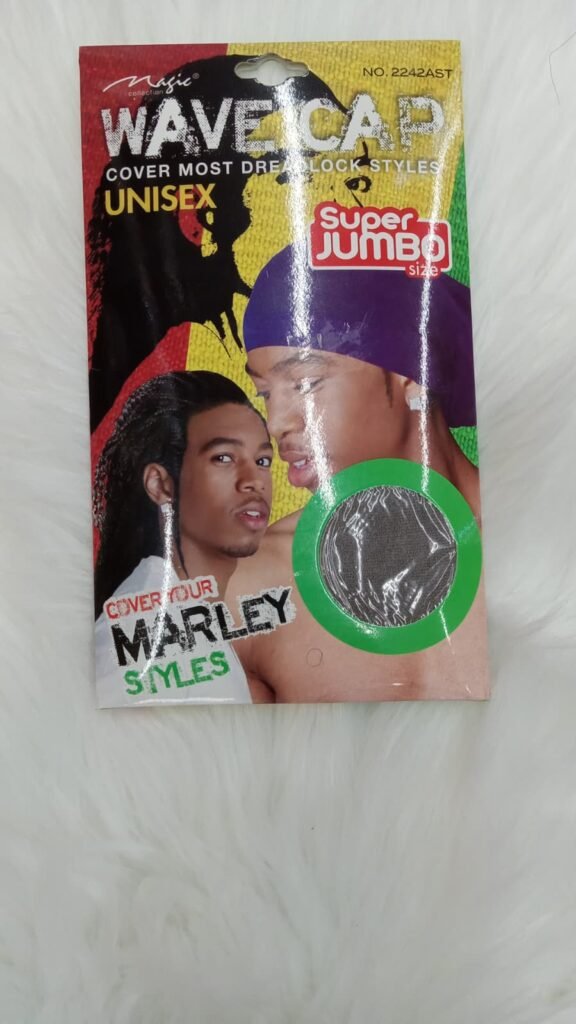 Magic®
collection
NO. 2242AST
WAVE CAP
COVER MOST DREADLOCK STYLES
UNISEX
Super
JUMBO
size
COVER YOUR
MARLEY
STYLES